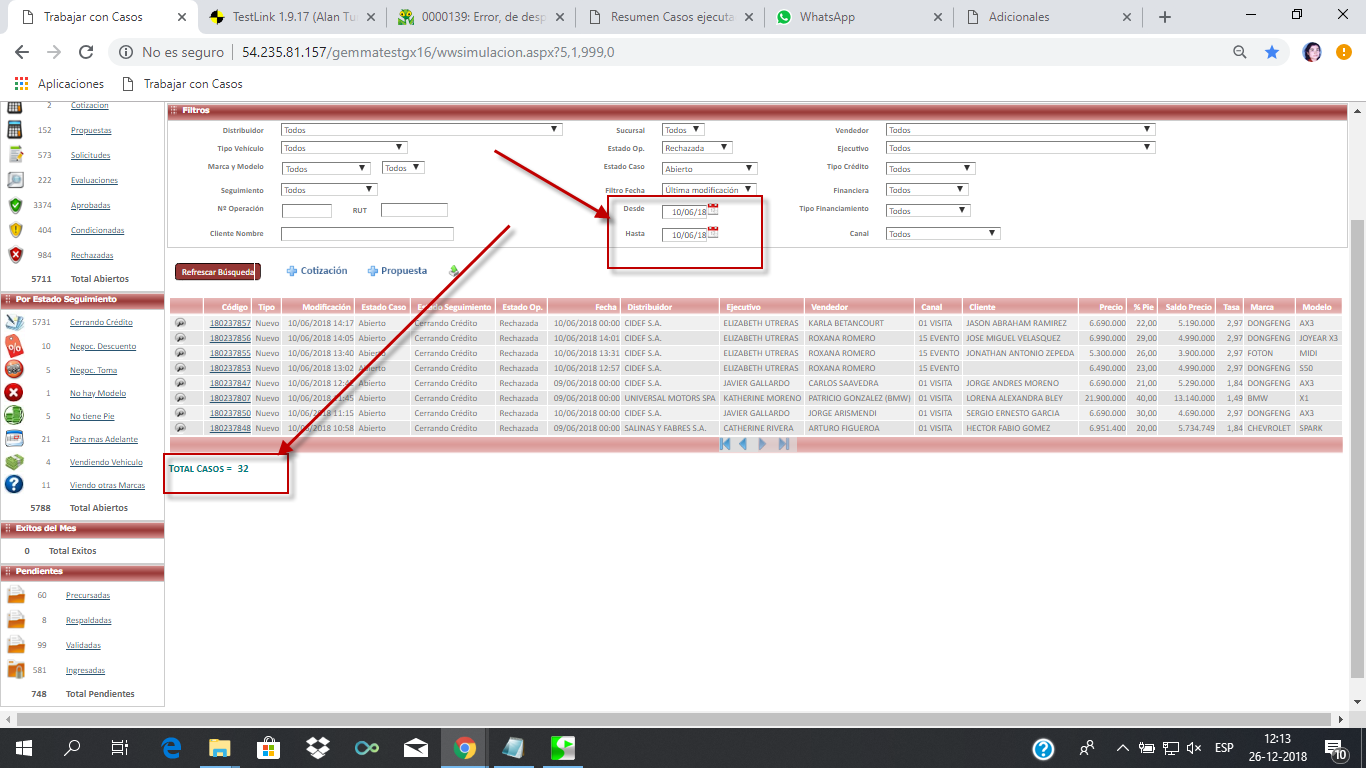 Trabajar con Casos
TestLink 1.9.17 (Alan Tu
0000139: Error, de desp
Resumen Casos ejecuta
WhatsApp
Adicionales
No es seguro | 54.235.81.157/gemmatestgx16/wwsimulacion.aspx?5,1,999,0
Aplicaciones Trabajar con Casos
2 Cotizacion
152 Propuestas
573 Solicitudes
222 Evaluaciones
3374 Aprobadas
404 Condicionadas
984 Rechazadas
5711 Total Abiertos
Por Estado Seguimiento
5731 Cerrando Crédito
10 Negoc. Descuento
5 Negoc. Toma
1 No hay Modelo
5 No tiene Pie
21 Para mas Adelante
4 Vendiendo Vehiculo
11 Viendo otras Marcas
5788 Total Abiertos
Exitos del Mes
0 Total Exitos
Pendientes
60 Precursadas
8 Respaldadas
99 Validadas
581 Ingresadas
748 Total Pendientes
Filtros
Distribuidor Todos Sucursal Todos Vendedor Todos
Tipo Vehículo Todos Estado Op. Rechazada Ejecutivo Todos
Marca y Modelo Todos Todos Estado Caso Abierto Tipo Crédito Todos
Seguimiento Todos Filtro Fecha Última modificación Financiera Todos
Nº Operación RUT Desde 10/06/18 Tipo Financiamiento Todos
Cliente Nombre Hasta 10/06/18 Canal Todos
Refrescar Búsqueda Cotización Propuesta
Código Tipo Modificación Estado Caso Estado Seguimiento Estado Op. Fecha Distribuidor Ejecutivo Vendedor Canal Cliente Precio % Pie Saldo Precio Tasa Marca Modelo
180237857 Nuevo 10/06/2018 14:17 Abierto Cerrando Crédito Rechazada 10/06/2018 00:00 CIDEF S.A. ELIZABETH UTRERAS KARLA BETANCOURT 01 VISITA JASON ABRAHAM RAMIREZ 6.690.000 22,00 5.190.000 2,97 DONGFENG AX3
180237856 Nuevo 10/06/2018 14:05 Abierto Cerrando Crédito Rechazada 10/06/2018 14:01 CIDEF S.A. ELIZABETH UTRERAS ROXANA ROMERO 15 EVENTO JOSE MIGUEL VELASQUEZ 6.990.000 29,00 4.990.000 2,97 DONGFENG JOYEAR X3
180237855 Nuevo 10/06/2018 13:40 Abierto Cerrando Crédito Rechazada 10/06/2018 13:31 CIDEF S.A. ELIZABETH UTRERAS ROXANA ROMERO 15 EVENTO JONATHAN ANTONIO ZEPEDA 5.300.000 26,00 3.900.000 2,97 FOTON MIDI
180237853 Nuevo 10/06/2018 13:02 Abierto Cerrando Crédito Rechazada 10/06/2018 12:57 CIDEF S.A. ELIZABETH UTRERAS ROXANA ROMERO 15 EVENTO 6.490.000 23,00 4.990.000 2,97 DONGFENG S50
180237847 Nuevo 10/06/2018 Abierto Cerrando Crédito Rechazada 09/06/2018 00:00 CIDEF S.A. JAVIER GALLARDO CARLOS SAAVEDRA 01 VISITA JORGE ANDRES MORENO 6.690.000 21,00 5.290.000 1,84 DONGFENG AX3
180237807 Nuevo 10/06/2018 11:45 Abierto Cerrando Crédito Rechazada 09/06/2018 00:00 UNIVERSAL MOTORS SPA KATHERINE MORENO PATRICIO GONZALEZ (BMW) 01 VISITA LORENA ALEXANDRA BLEY 21.900.000 40,00 13.140.000 1,49 BMW X1
180237850 Nuevo 10/06/2018 11:15 Abierto Cerrando Crédito Rechazada 10/06/2018 00:00 CIDEF S.A. JAVIER GALLARDO JORGE ARISMENDI 01 VISITA SERGIO ERNESTO GARCIA 6.690.000 30,00 4.690.000 2,97 DONGFENG AX3
180237848 Nuevo 10/06/2018 10:58 Abierto Cerrando Crédito Rechazada 09/06/2018 00:00 SALINAS Y FABRES S.A. CATHERINE RIVERA ARTURO FIGUEROA 01 VISITA HECTOR FABIO GOMEZ 6.951.400 20,00 5.734.749 1,84 CHEVROLET SPARK
TOTAL CASOS = 32
ESP
12:13
26-12-2018
10